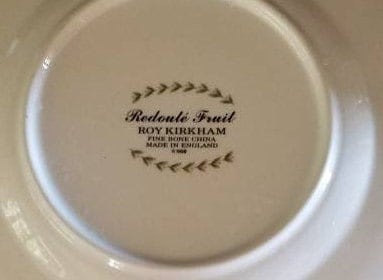 Redouté Fruit
ROY KIRKHAM
FINE BONE CHINA
MADE IN ENGLAND